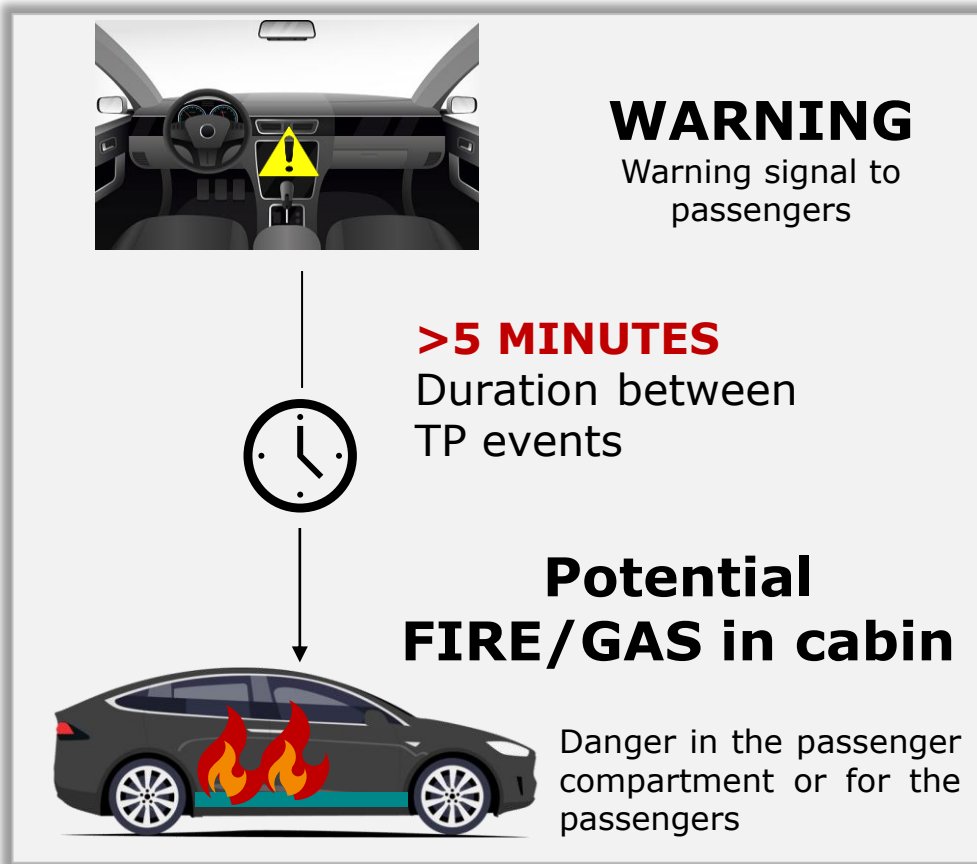 WARNING
Warning signal to
passengers
>5 MINUTES
Duration between
TP events
Potential
FIRE/GAS in cabin
Danger in the passenger
compartment or for the
passengers